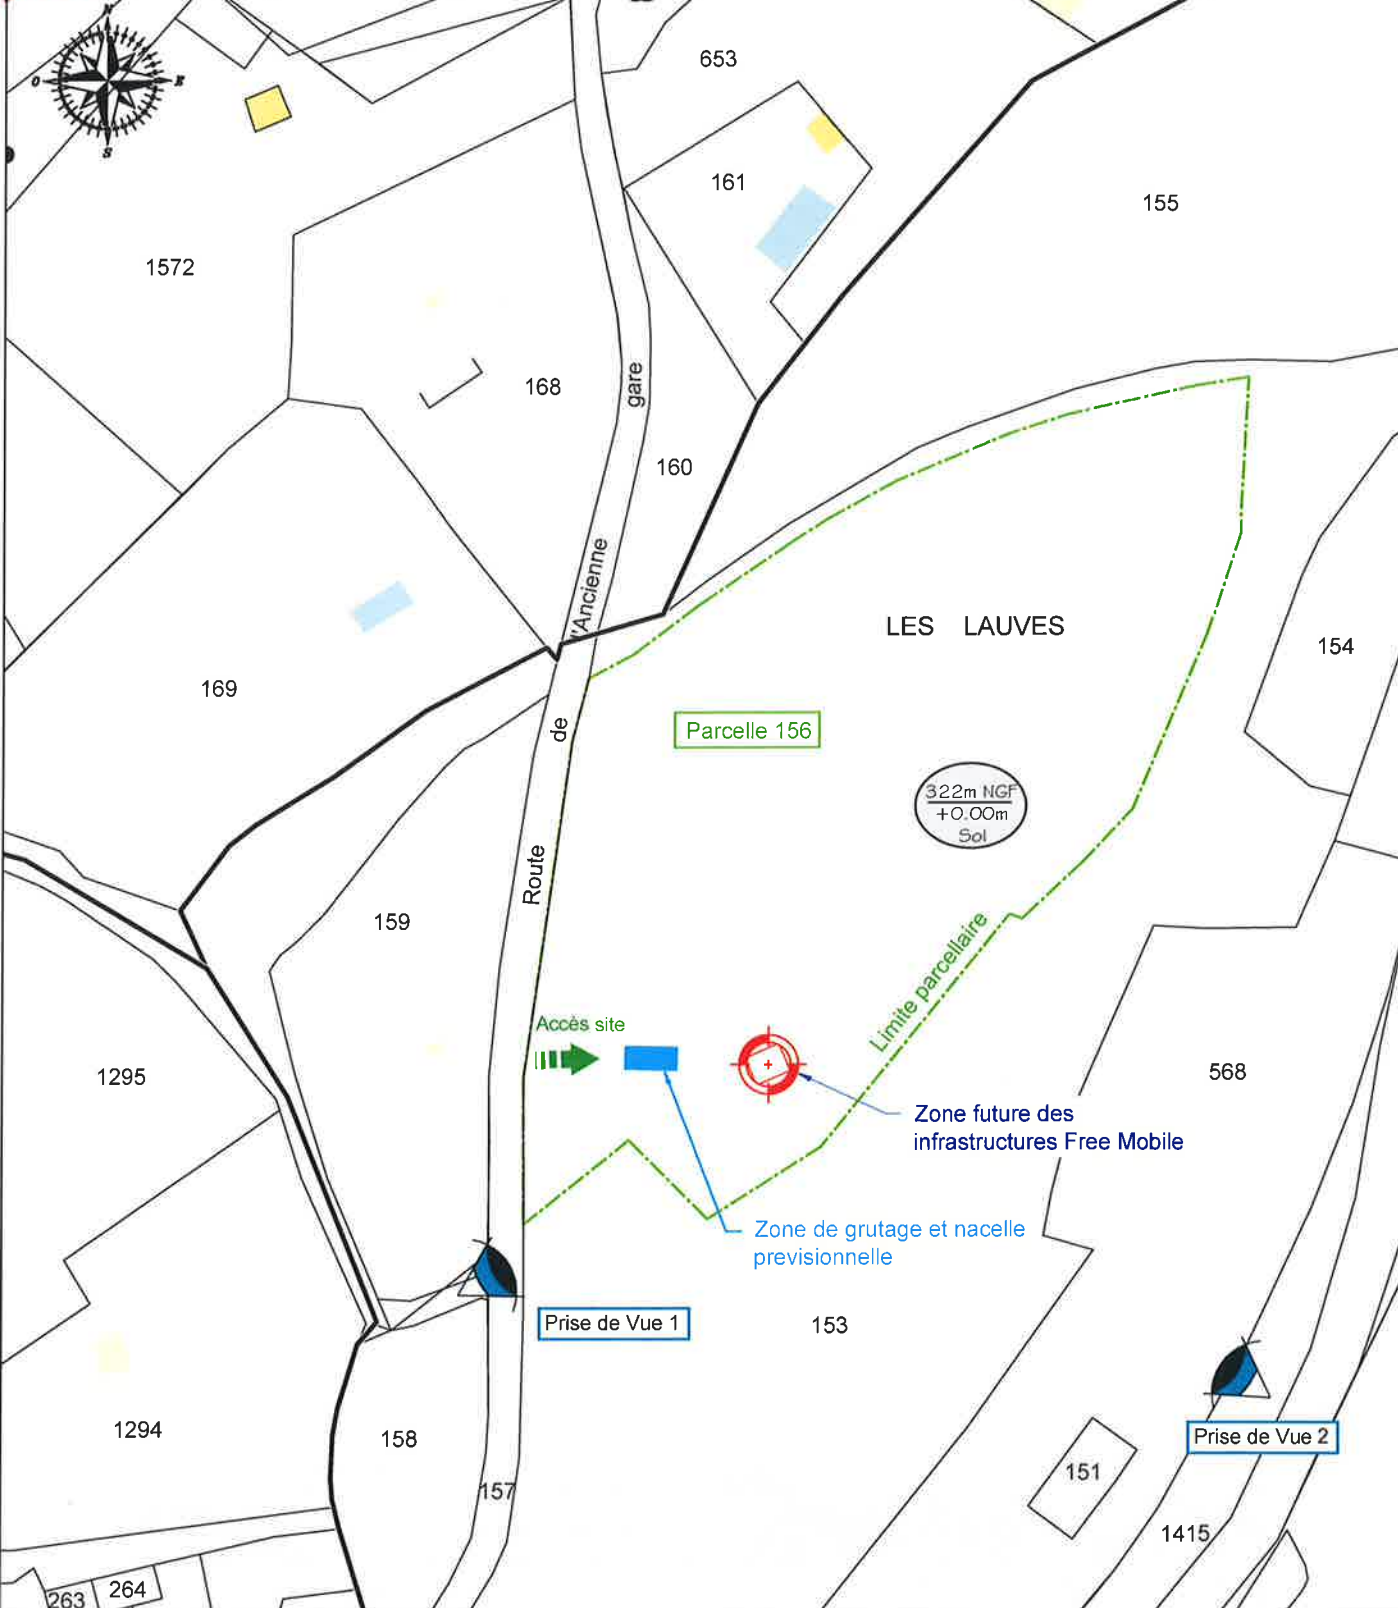 N
O
E
S
653
161
155
1572
168
gare
160
l'Ancienne
LES LAUVES
154
169
de
Parcelle 156
322m NGF
+0.00m
Sol
Route
159
Limite parcellaire
Accès site
1295
568
Zone future des
infrastructures Free Mobile
Zone de grutage et nacelle
previsionnelle
Prise de Vue 1
153
1294
158
Prise de Vue 2
151
157
1415
264
263